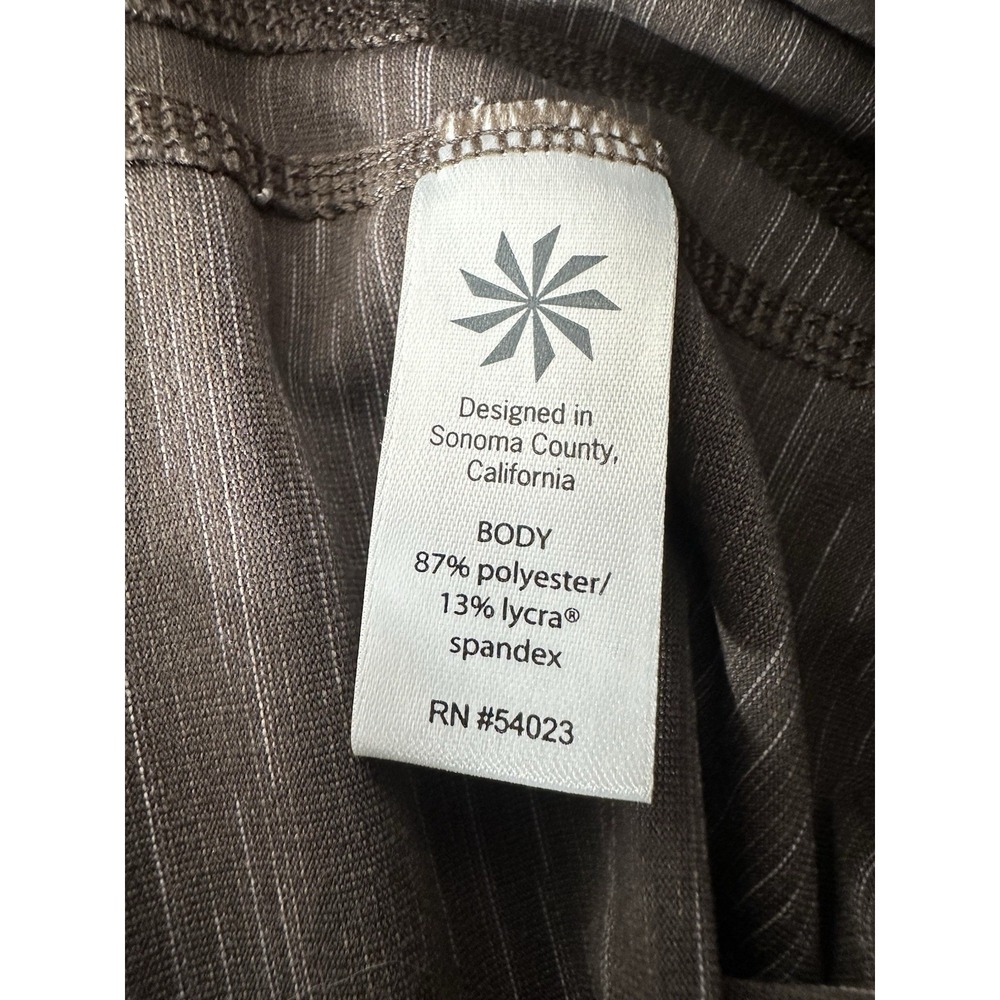 Designed in
Sonoma County,
California
BODY
87% polyester/
13% lycra®
spandex
RN #54023